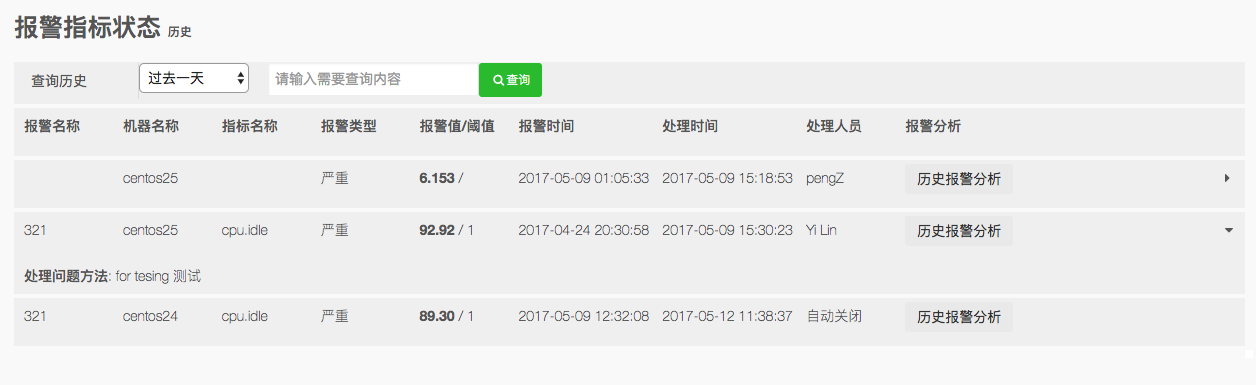 报警指标状态 历史
查询历史 过去一天 请输入需要查询内容 查询
报警名称 机器名称 指标名称 报警类型 报警值/阈值 报警时间 处理时间 处理人员 报警分析
centos25 严重 6.153 / 2017-05-09 01:05:33 2017-05-09 15:18:53 pengZ 历史报警分析
321 centos25 cpu.idle 严重 92.92 / 1 2017-04-24 20:30:58 2017-05-09 15:30:23 Yi Lin 历史报警分析
处理问题方法: for tesing 测试
321 centos24 cpu.idle 严重 89.30 / 1 2017-05-09 12:32:08 2017-05-12 11:38:37 自动关闭 历史报警分析